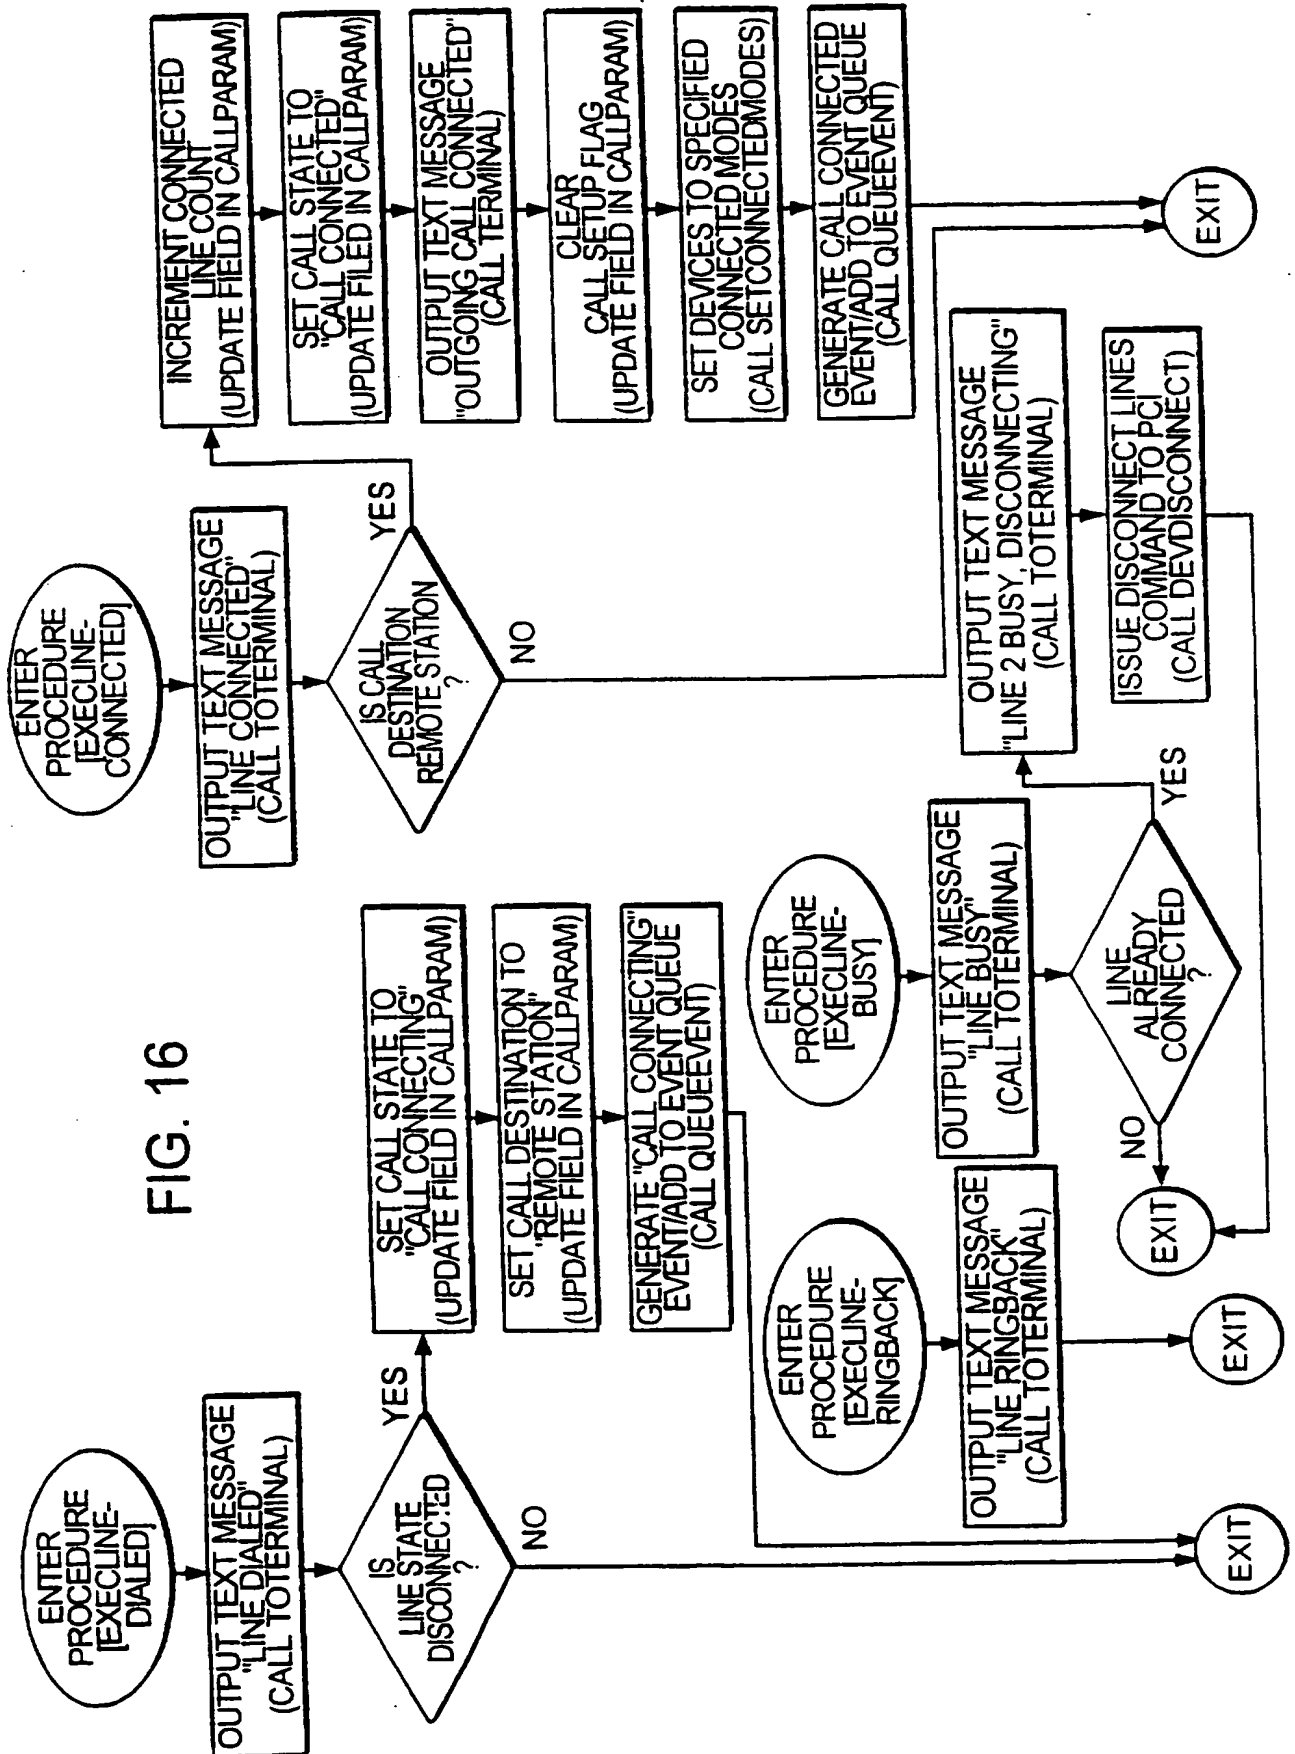 FIG. 16
ENTER
PROCEDURE
[EXECLINE-
DIALED]
OUTPUT TEXT MESSAGE
"LINE DIALED"
(CALL TOTERMINAL)
IS
LINE STATE
DISCONNECTED
?
YES
NO
SET CALL STATE TO
"CALL CONNECTING"
(UPDATE FIELD IN CALLPARAM)
SET CALL DESTINATION TO
"REMOTE STATION"
(UPDATE FIELD IN CALLPARAM)
GENERATE "CALL CONNECTING"
EVENT/ADD TO EVENT QUEUE
(CALL QUEUEEVENT)
EXIT
ENTER
PROCEDURE
[EXECLINE-
CONNECTED]
OUTPUT TEXT MESSAGE
"LINE CONNECTED"
(CALL TOTERMINAL)
IS CALL
DESTINATION
REMOTE STATION
?
YES
NO
INCREMENT CONNECTED
LINE COUNT
(UPDATE FIELD IN CALLPARAM)
SET CALL STATE TO
"CALL CONNECTED"
(UPDATE FILED IN CALLPARAM)
OUTPUT TEXT MESSAGE
"OUTGOING CALL CONNECTED"
(CALL TERMINAL)
CLEAR
CALL SETUP FLAG
(UPDATE FIELD IN CALLPARAM)
SET DEVICES TO SPECIFIED
CONNECTED MODES
(CALL SETCONNECTEDMODES)
GENERATE CALL CONNECTED
EVENT/ADD TO EVENT QUEUE
(CALL QUEUEEVENT)
EXIT
ENTER
PROCEDURE
[EXECLINE-
RINGBACK]
OUTPUT TEXT MESSAGE
"LINE RINGBACK"
(CALL TOTERMINAL)
EXIT
ENTER
PROCEDURE
[EXECLINE-
BUSY]
OUTPUT TEXT MESSAGE
"LINE BUSY"
(CALL TOTERMINAL)
LINE
ALREADY
CONNECTED
?
NO
YES
EXIT
OUTPUT TEXT MESSAGE
"LINE 2 BUSY, DISCONNECTING"
(CALL TOTERMINAL)
ISSUE DISCONNECT LINES
COMMAND TO PCI
(CALL DEVDISCONNECT)